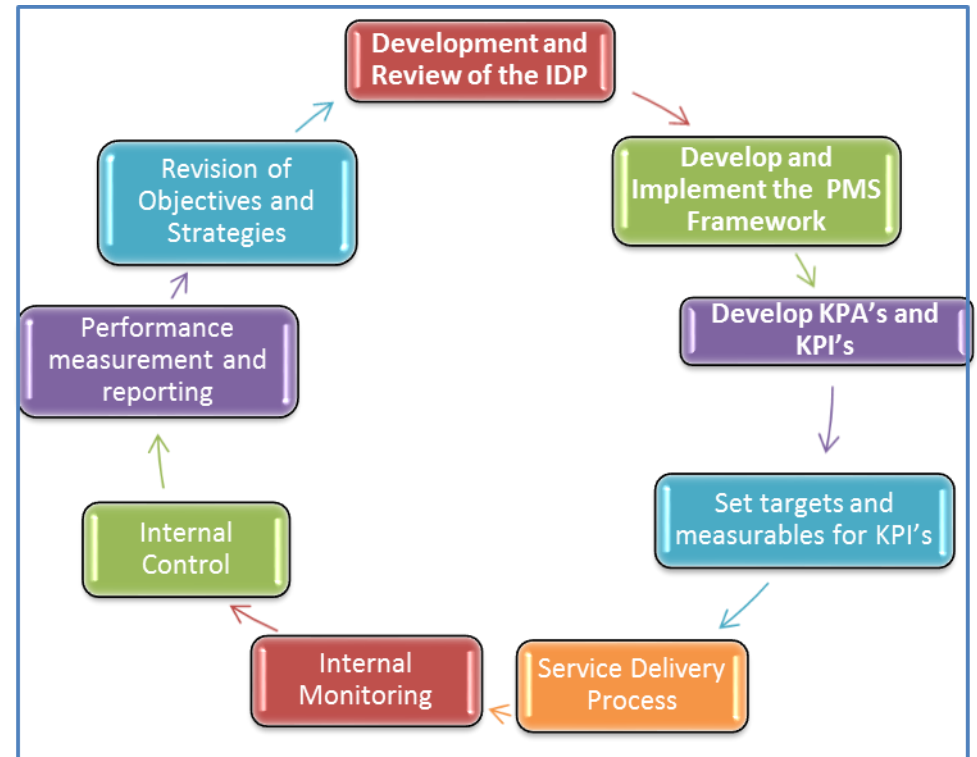 Development and
Review of the IDP
Develop and
Implement the PMS
Framework
Develop KPA's and
KPI's
Set targets and
measurables for KPI's
Service Delivery
Process
Internal
Monitoring
Internal
Control
Performance
measurement and
reporting
Revision of
Objectives and
Strategies